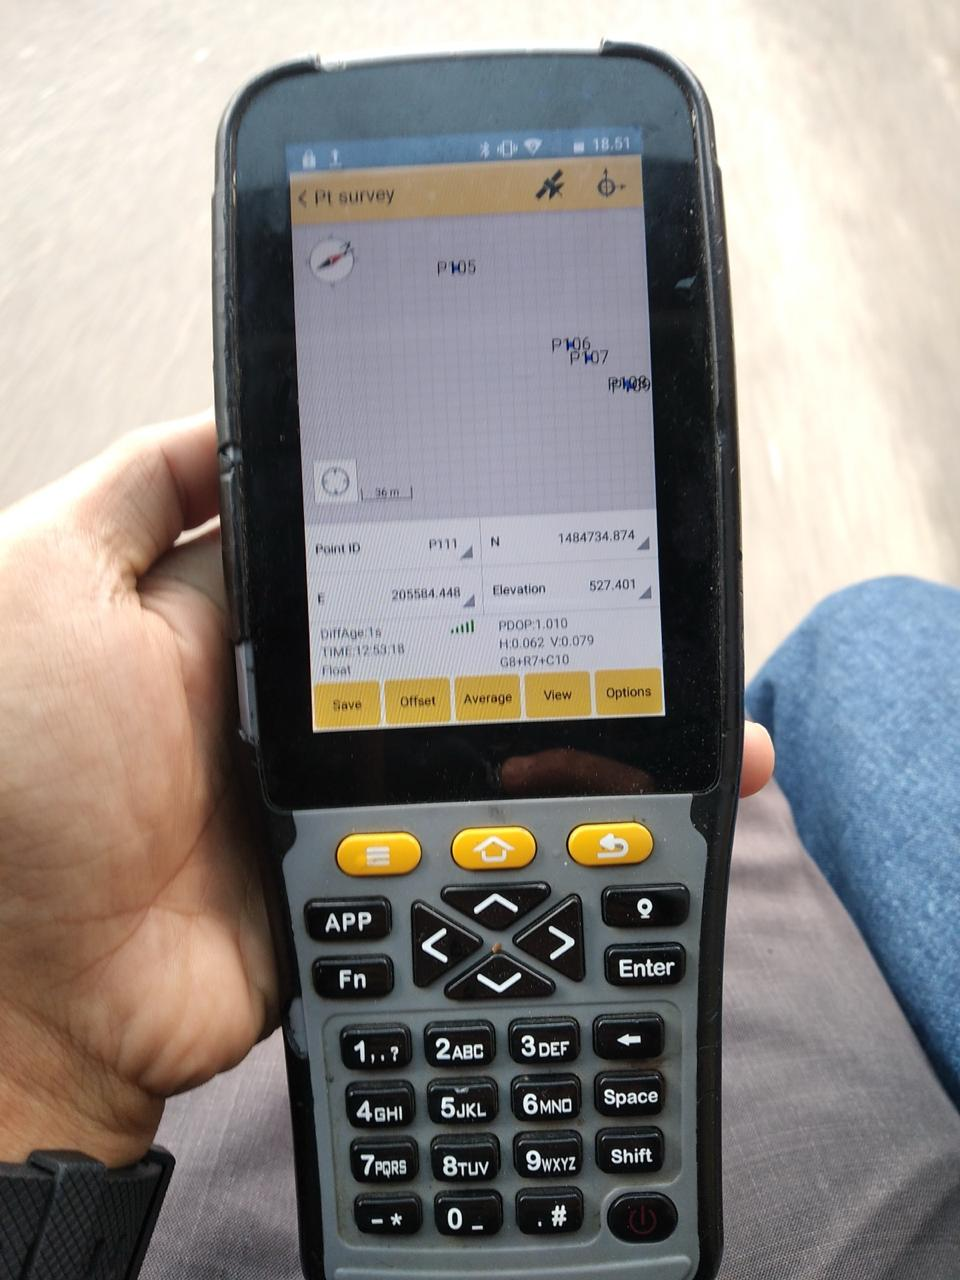 18.51
Pt survey
P105
P106
P107
P109
36 m
Point ID P111 N 1484734.874
E 205584.448 Elevation 527.401
DiffAge:1s PDOP:1.010
TIME:12:53:18 H:0.062 V:0.079
Float G8+R7+C10
Save Offset Average View Options
APP
Fn Enter
1,.? 2ABC 3DEF
4GHI 5JKL 6MNO Space
7PQRS 8TUV 9WXYZ Shift
-* 0_ .#